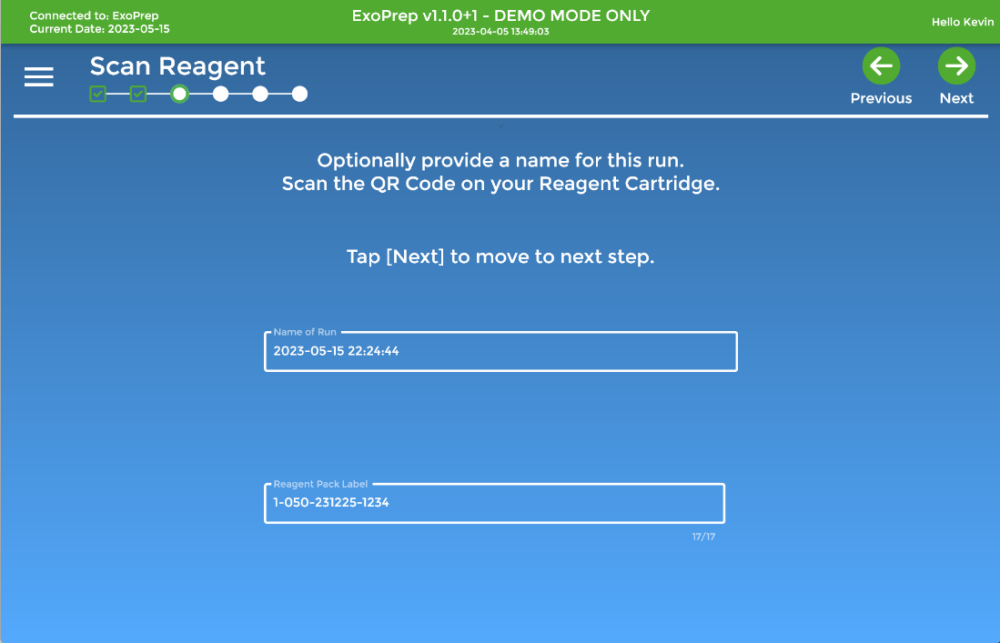 Connected to: ExoPrep
Current Date: 2023-05-15
ExoPrep v1.1.0+1 - DEMO MODE ONLY
2023-04-05 13:49:03
Hello Kevin
Scan Reagent
Previous
Next
Optionally provide a name for this run.
Scan the QR Code on your Reagent Cartridge.
Tap [Next] to move to next step.
Name of Run
2023-05-15 22:24:44
Reagent Pack Label
1-050-231225-1234
17/17